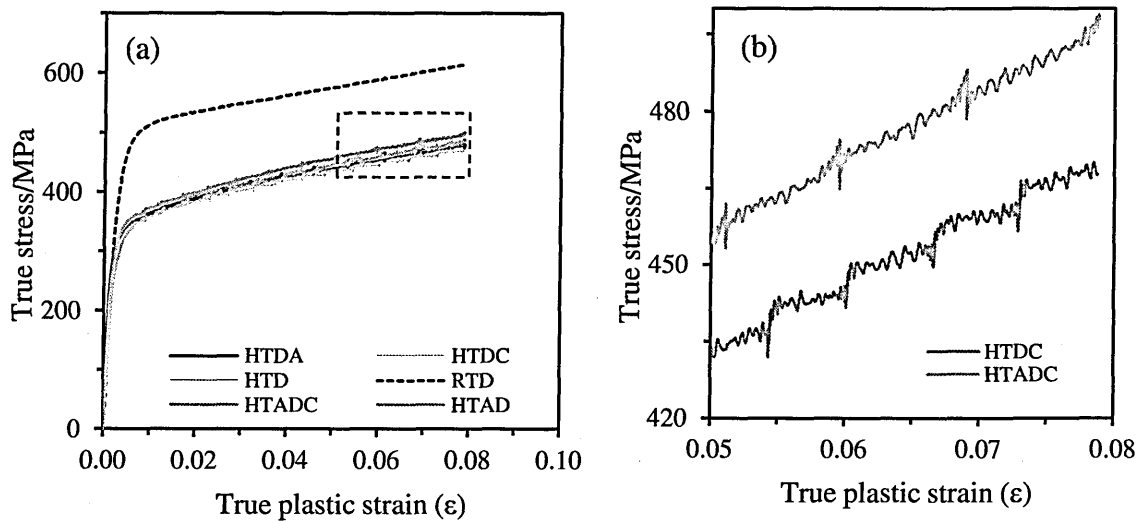 (a)
True stress/MPa
600
400
200
0
HTDA
HTDC
HTD
RTD
HTADC
HTAD
0.00
0.02
0.04
0.06
0.08
0.10
True plastic strain (ε)
(b)
True stress/MPa
480
450
420
HTDC
HTADC
0.05
0.06
0.07
0.08
True plastic strain (ε)